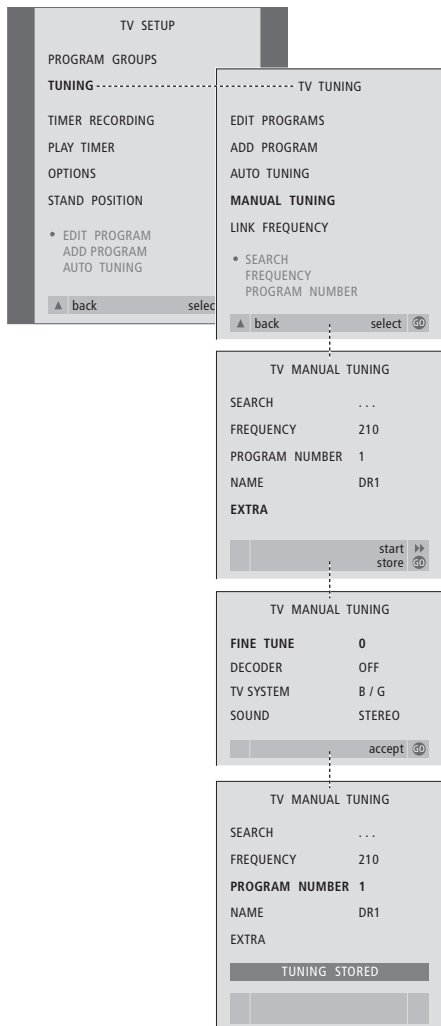 TV SETUP
PROGRAM GROUPS
TUNING
TIMER RECORDING
PLAY TIMER
OPTIONS
STAND POSITION
• EDIT PROGRAM
ADD PROGRAM
AUTO TUNING
back selec
TV TUNING
EDIT PROGRAMS
ADD PROGRAM
AUTO TUNING
MANUAL TUNING
LINK FREQUENCY
• SEARCH
FREQUENCY
PROGRAM NUMBER
back select GO
TV MANUAL TUNING
SEARCH . . .
FREQUENCY 210
PROGRAM NUMBER 1
NAME DR1
EXTRA
start
store GO
TV MANUAL TUNING
FINE TUNE 0
DECODER OFF
TV SYSTEM B / G
SOUND STEREO
accept GO
TV MANUAL TUNING
SEARCH . . .
FREQUENCY 210
PROGRAM NUMBER 1
NAME DR1
EXTRA
TUNING STORED